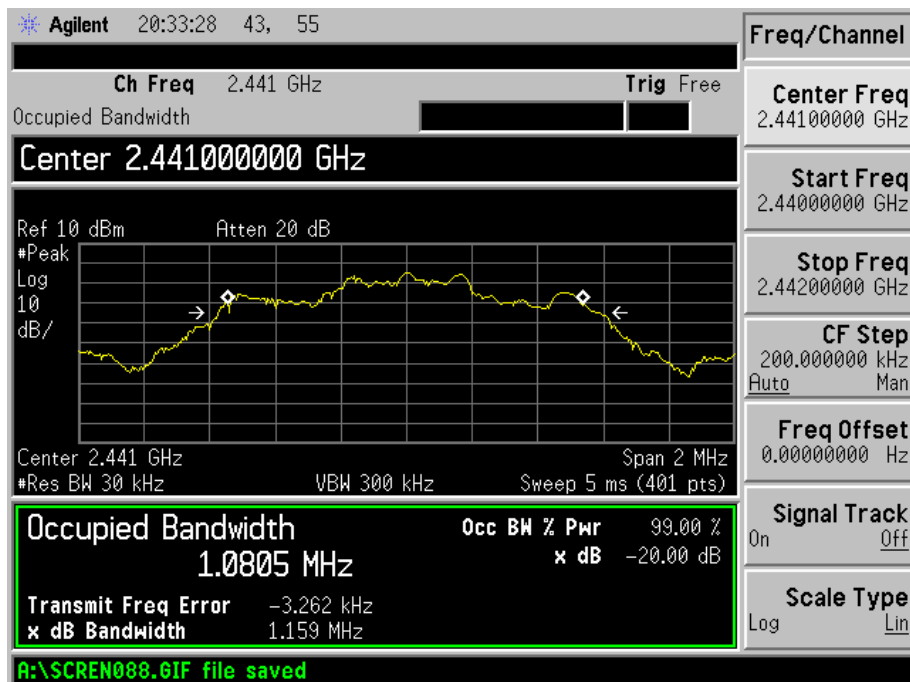 Agilent 20:33:28 43, 55
Ch Freq 2.441 GHz Trig Free
Occupied Bandwidth
Center 2.441000000 GHz
Ref 10 dBm Atten 20 dB
#Peak
Log
10
dB/
Center 2.441 GHz Span 2 MHz
#Res BW 30 kHz VBW 300 kHz Sweep 5 ms (401 pts)
Occupied Bandwidth Occ BW % Pwr 99.00 %
1.0805 MHz x dB -20.00 dB
Transmit Freq Error -3.262 kHz
x dB Bandwidth 1.159 MHz
A:\SCREN088.GIF file saved
Freq/Channel
Center Freq
2.44100000 GHz
Start Freq
2.44000000 GHz
Stop Freq
2.44200000 GHz
CF Step
200.000000 kHz
Auto Man
Freq Offset
0.00000000 Hz
Signal Track
On Off
Scale Type
Log Lin